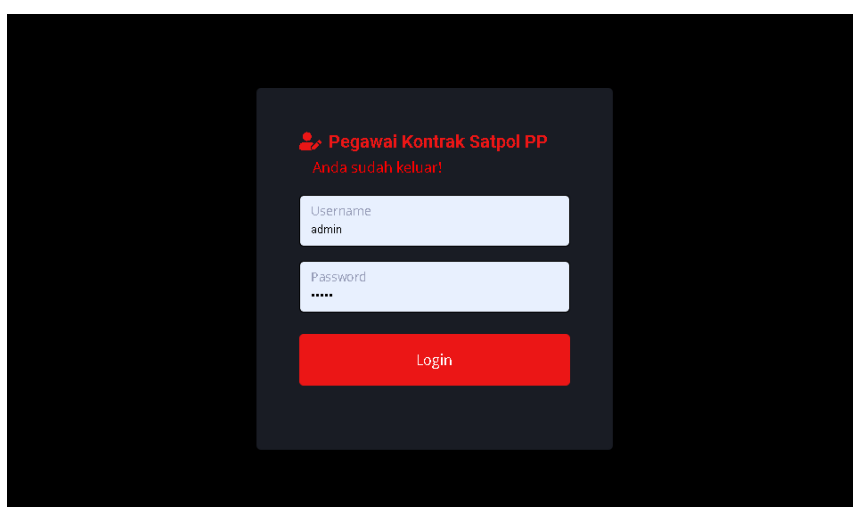 Pegawai Kontrak Satpol PP
Anda sudah keluar!
Username
admin
Password
•••••
Login